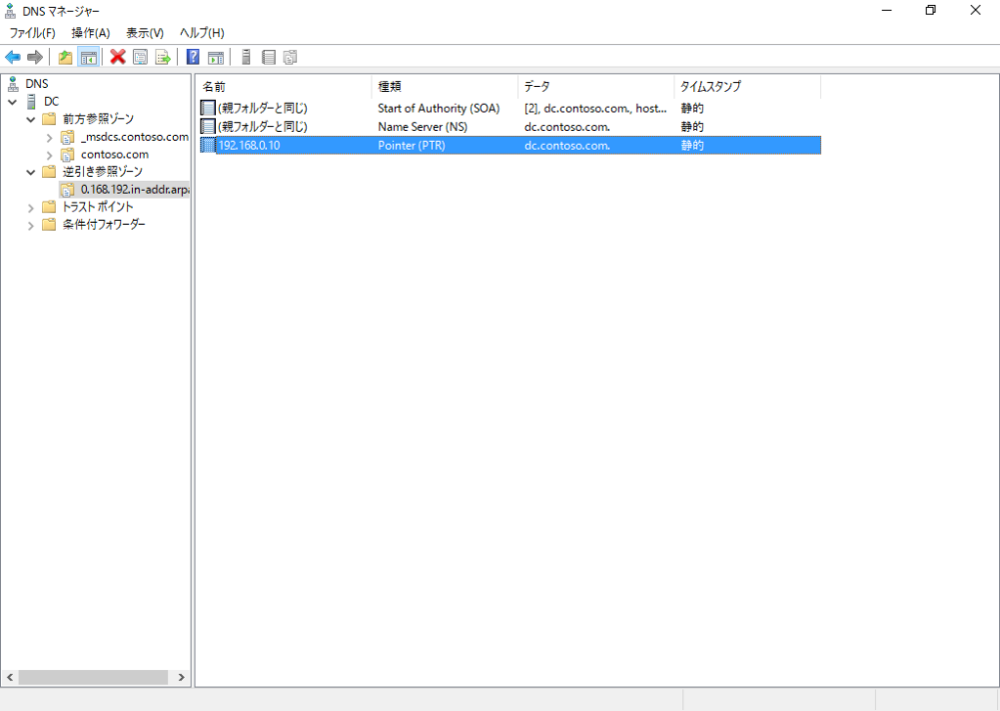 DNS マネージャー
ファイル(F) 操作(A) 表示(V) ヘルプ(H)
DNS
DC
前方参照ゾーン
_msdcs.contoso.com
contoso.com
逆引き参照ゾーン
0.168.192.in-addr.arpa
トラスト ポイント
条件付フォワーダー
名前 種類 データ タイムスタンプ
(親フォルダーと同じ) Start of Authority (SOA) [2], dc.contoso.com., host... 静的
(親フォルダーと同じ) Name Server (NS) dc.contoso.com. 静的
192.168.0.10 Pointer (PTR) dc.contoso.com. 静的